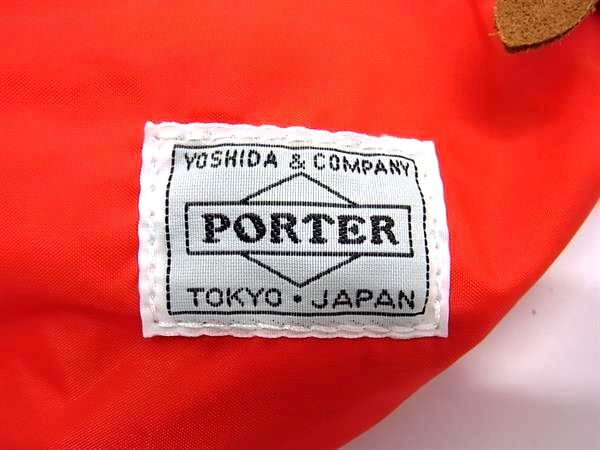 YOSHIDA & COMPANY
PORTER
TOKYO · JAPAN